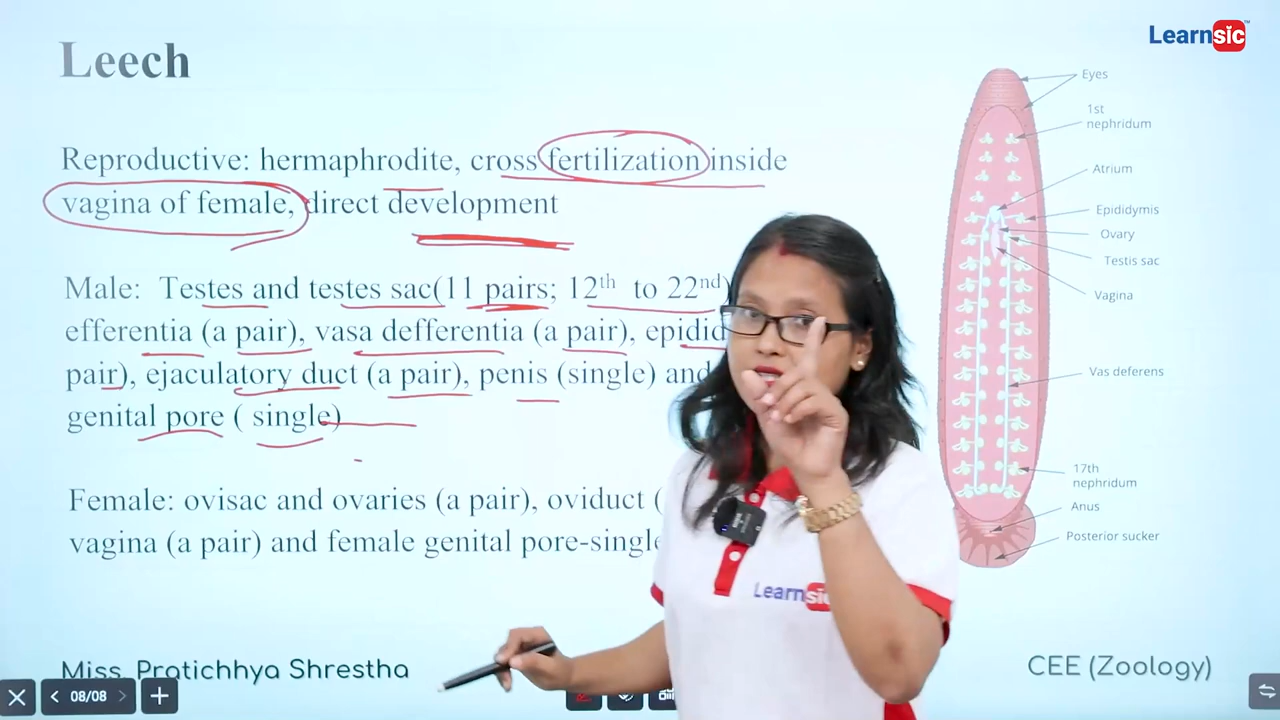 Leech
Learnsic
Reproductive: hermaphrodite, cross fertilization inside
vagina of female, direct development
Male: Testes and testes sac(11 pairs; 12th to 22nd)
efferentia (a pair), vasa defferentia (a pair), epidid
pair), ejaculatory duct (a pair), penis (single) and
genital pore ( single)
Female: ovisac and ovaries (a pair), oviduct (
vagina (a pair) and female genital pore-single
Eyes
1st
nephridum
Atrium
Epididymis
Ovary
Testis sac
Vagina
Vas deferens
17th
nephridum
Anus
Posterior sucker
Learnsic
Miss. Pratichhya Shrestha
CEE (Zoology)
08/08